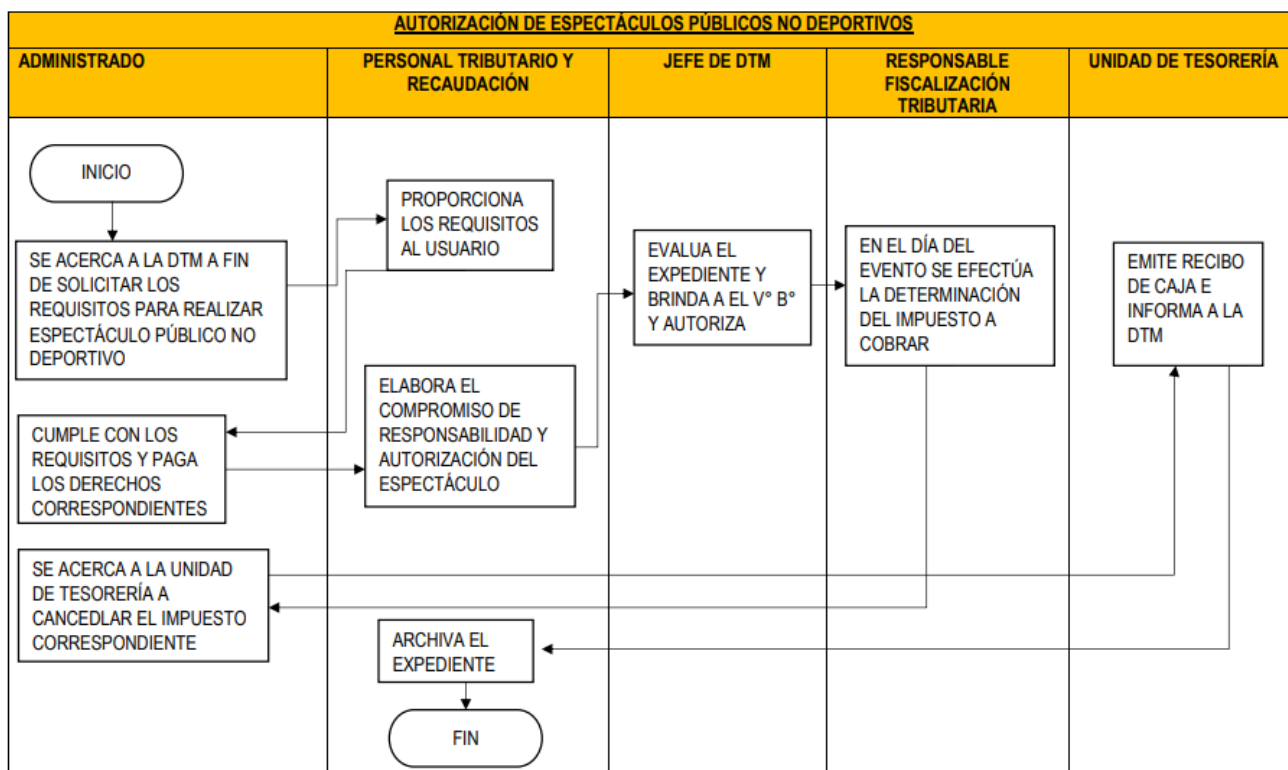 AUTORIZACIÓN DE ESPECTÁCULOS PÚBLICOS NO DEPORTIVOS
ADMINISTRADO
PERSONAL TRIBUTARIO Y
RECAUDACIÓN
JEFE DE DTM
RESPONSABLE
FISCALIZACIÓN
TRIBUTARIA
UNIDAD DE TESORERÍA
INICIO
SE ACERCA A LA DTM A FIN
DE SOLICITAR LOS
REQUISITOS PARA REALIZAR
ESPECTÁCULO PÚBLICO NO
DEPORTIVO
PROPORCIONA
LOS REQUISITOS
AL USUARIO
CUMPLE CON LOS
REQUISITOS Y PAGA
LOS DERECHOS
CORRESPONDIENTES
ELABORA EL
COMPROMISO DE
RESPONSABILIDAD Y
AUTORIZACIÓN DEL
ESPECTÁCULO
EVALUA EL
EXPEDIENTE Y
BRINDA A EL V° B°
Y AUTORIZA
EN EL DÍA DEL
EVENTO SE EFECTÚA
LA DETERMINACIÓN
DEL IMPUESTO A
COBRAR
SE ACERCA A LA UNIDAD
DE TESORERÍA A
CANCEDLAR EL IMPUESTO
CORRESPONDIENTE
EMITE RECIBO
DE CAJA E
INFORMA A LA
DTM
ARCHIVA EL
EXPEDIENTE
FIN